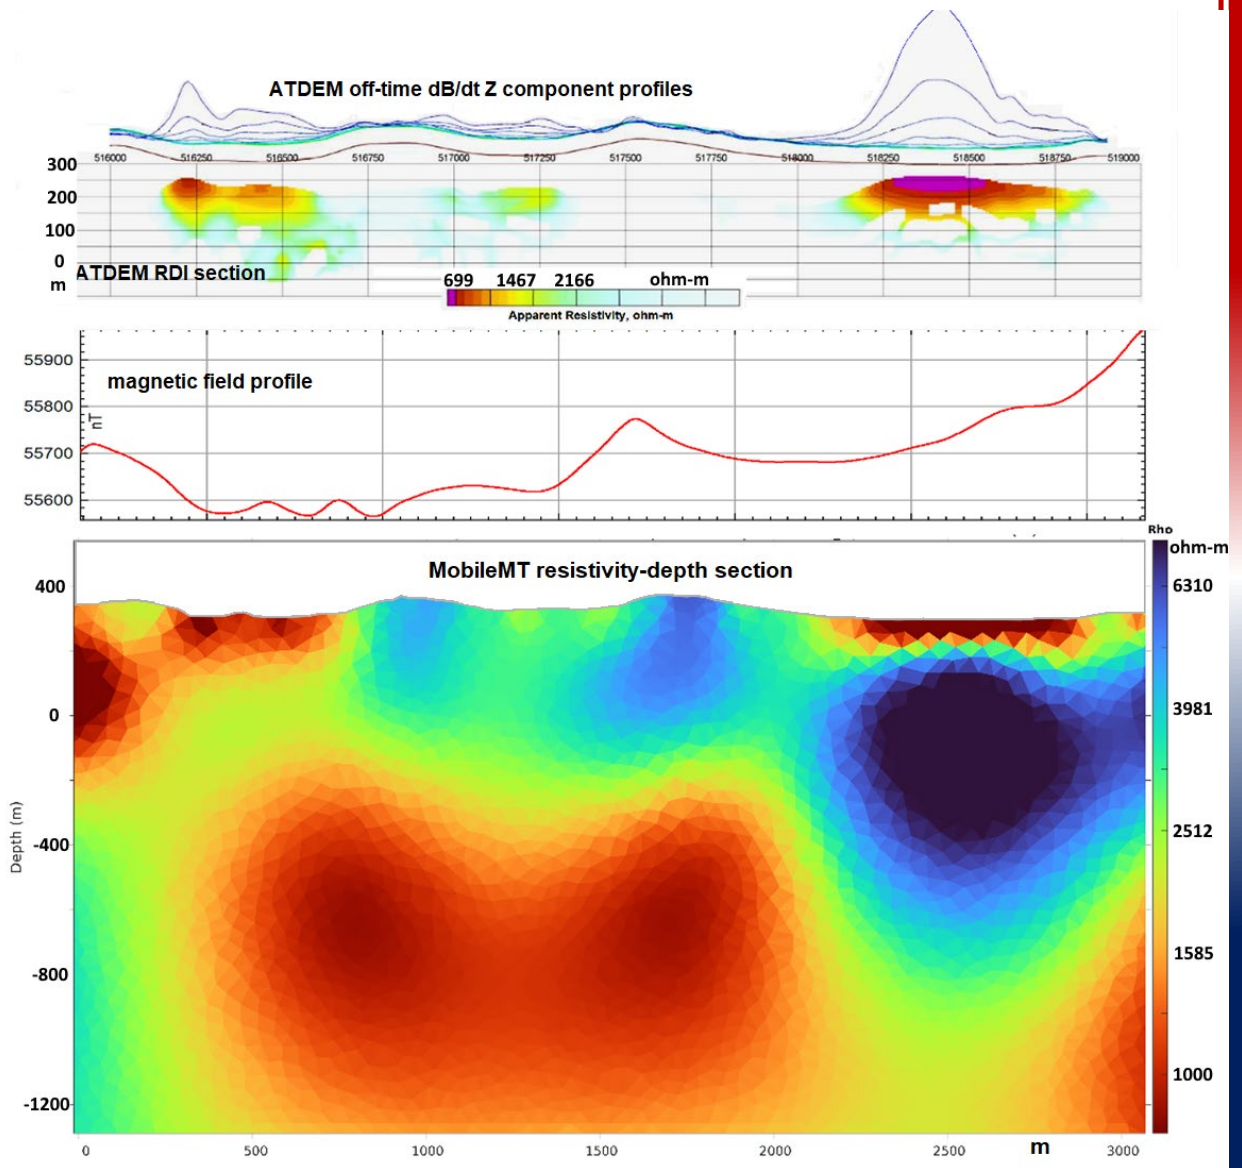 ATDEM off-time dB/dt Z component profiles
516000 516250 516500 516750 517000 517250 517500 517750 518000 518250 518500 518750 519000
300
200
100
0
m
ATDEM RDI section
699 1467 2166 ohm-m
Apparent Resistivity, ohm-m
55900
55800
55700
55600
nT
magnetic field profile
Rho
ohm-m
MobileMT resistivity-depth section
400
0
-400
-800
-1200
Depth (m)
6310
3981
2512
1585
1000
0 500 1000 1500 2000 2500 m 3000